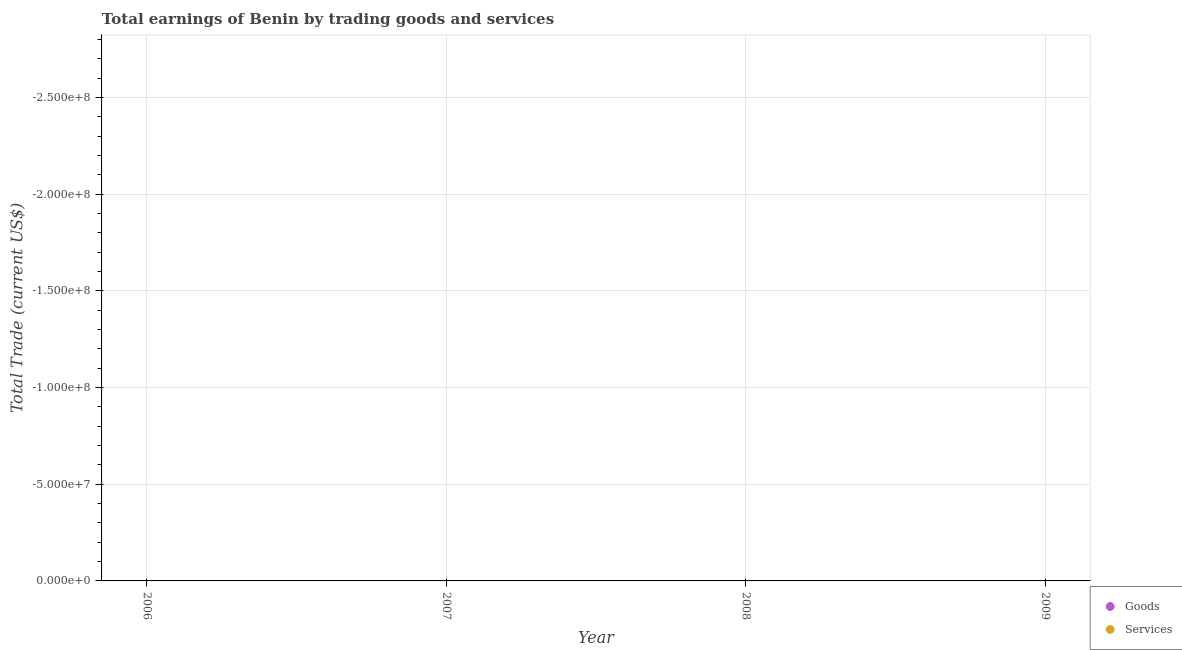 Total earnings of Benin by trading goods and services
Total Trade (current US$)
-2.500e+8
-2.000e+8
-1.500e+8
-1.000e+8
-5.000e+7
0.000e+0
2006
2007
2008
2009
Year
Goods
Services